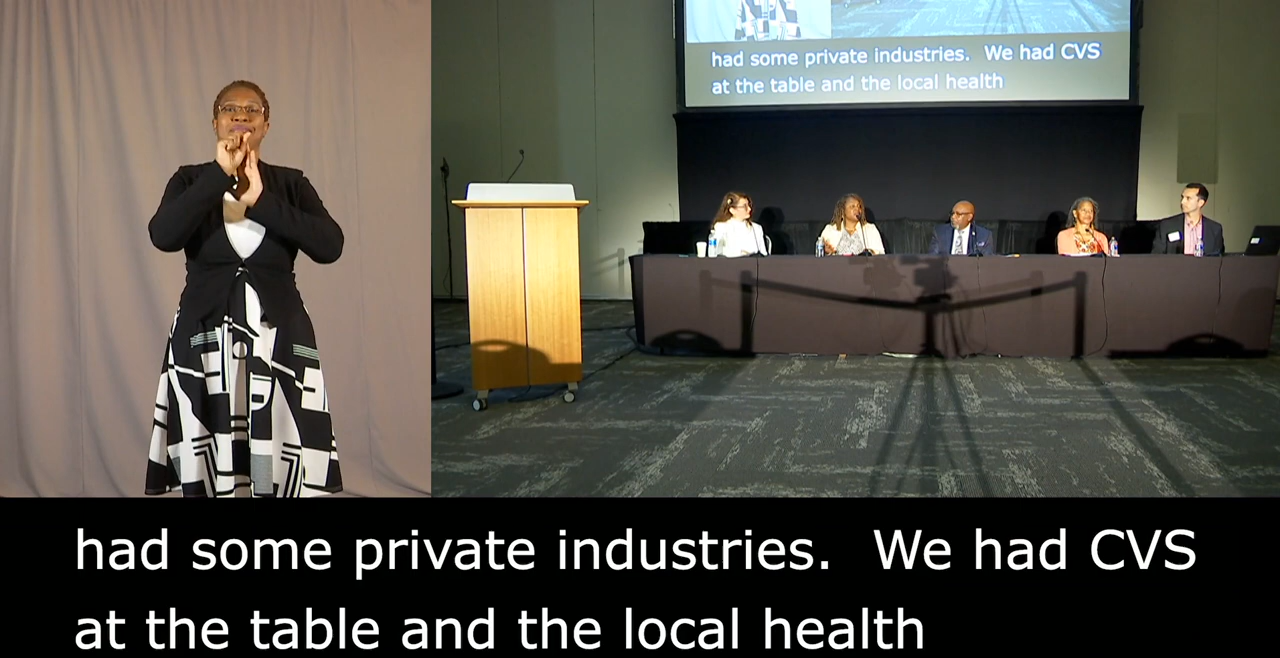 had some private industries. We had CVS
at the table and the local health
had some private industries. We had CVS
at the table and the local health